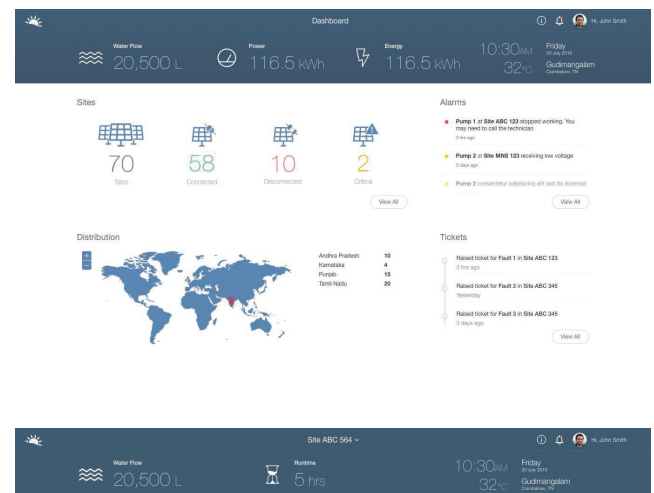 Dashboard
Hi, John Smith
Water Flow
20,500 L
Power
116.5 kWh
Energy
116.5 kWh
10:30AM
32°C
Friday
20 July 2016
Gudimangalam
Coimbatore, TN
Sites
70
Sites
58
Connected
10
Deconnected
2
Critical
View All
Alarms
Pump 1 at Site ABC 123 stopped working. You
may need to call the technician
2 hrs ago
Pump 2 at Site MNS 123 receiving low voltage
2 days ago
Pump 2 consectetur adipisicing elit sed do eiusmod
View All
Distribution
+
−
Andhra Pradesh 10
Karnataka 4
Punjab 15
Tamil Nadu 20
Tickets
Raised ticket for Fault 1 in Site ABC 123
2 hrs ago
Raised ticket for Fault 2 in Site ABC 345
Yesterday
Raised ticket for Fault 3 in Site ABC 345
3 days ago
View All
Site ABC 564
Hi, John Smith
Water Flow
20,500 L
Runtime
5 hrs
10:30AM
32°C
Friday
20 July 2016
Gudimangalam
Coimbatore, TN